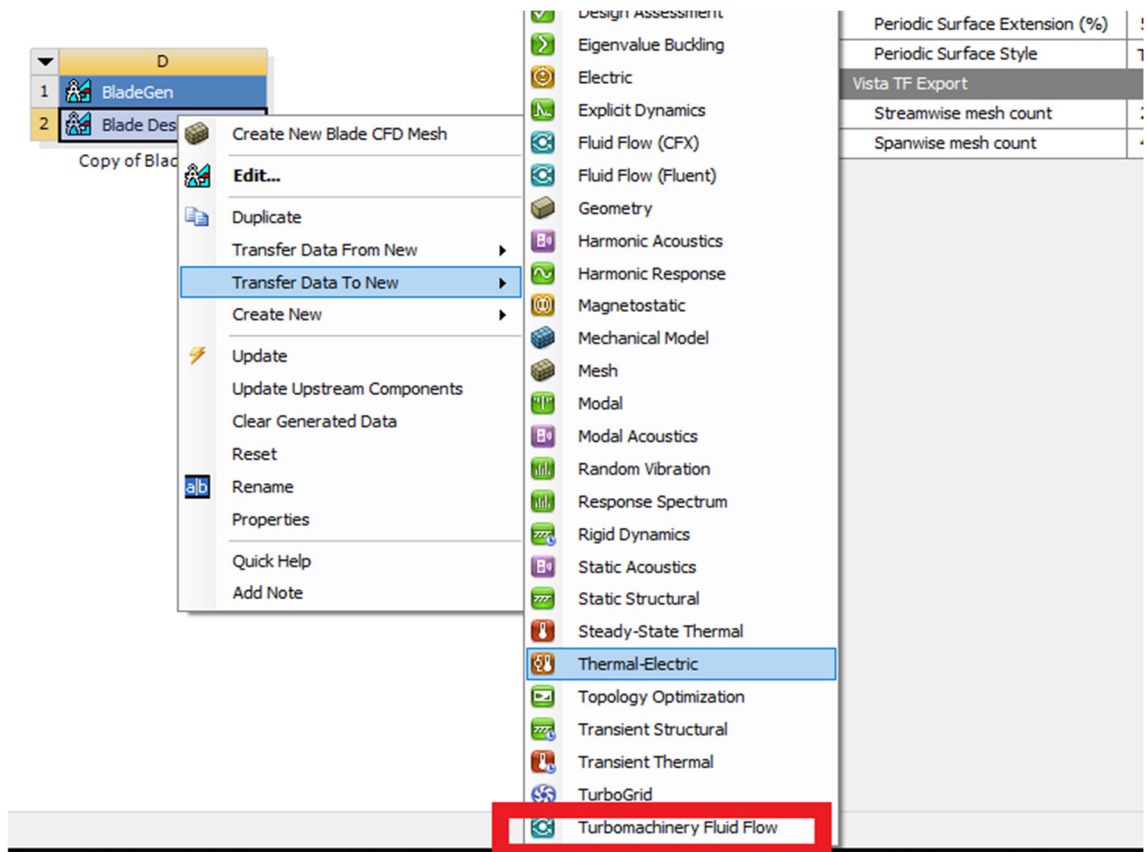 D
1 BladeGen
2 Blade Des
Copy of Blad
Create New Blade CFD Mesh
Edit...
Duplicate
Transfer Data From New
Transfer Data To New
Create New
Update
Update Upstream Components
Clear Generated Data
Reset
a|b Rename
Properties
Quick Help
Add Note
Design Assessment
Eigenvalue Buckling
Electric
Explicit Dynamics
Fluid Flow (CFX)
Fluid Flow (Fluent)
Geometry
Harmonic Acoustics
Harmonic Response
Magnetostatic
Mechanical Model
Mesh
Modal
Modal Acoustics
Random Vibration
Response Spectrum
Rigid Dynamics
Static Acoustics
Static Structural
Steady-State Thermal
Thermal-Electric
Topology Optimization
Transient Structural
Transient Thermal
TurboGrid
Turbomachinery Fluid Flow
Periodic Surface Extension (%)
Periodic Surface Style
Vista TF Export
Streamwise mesh count
Spanwise mesh count